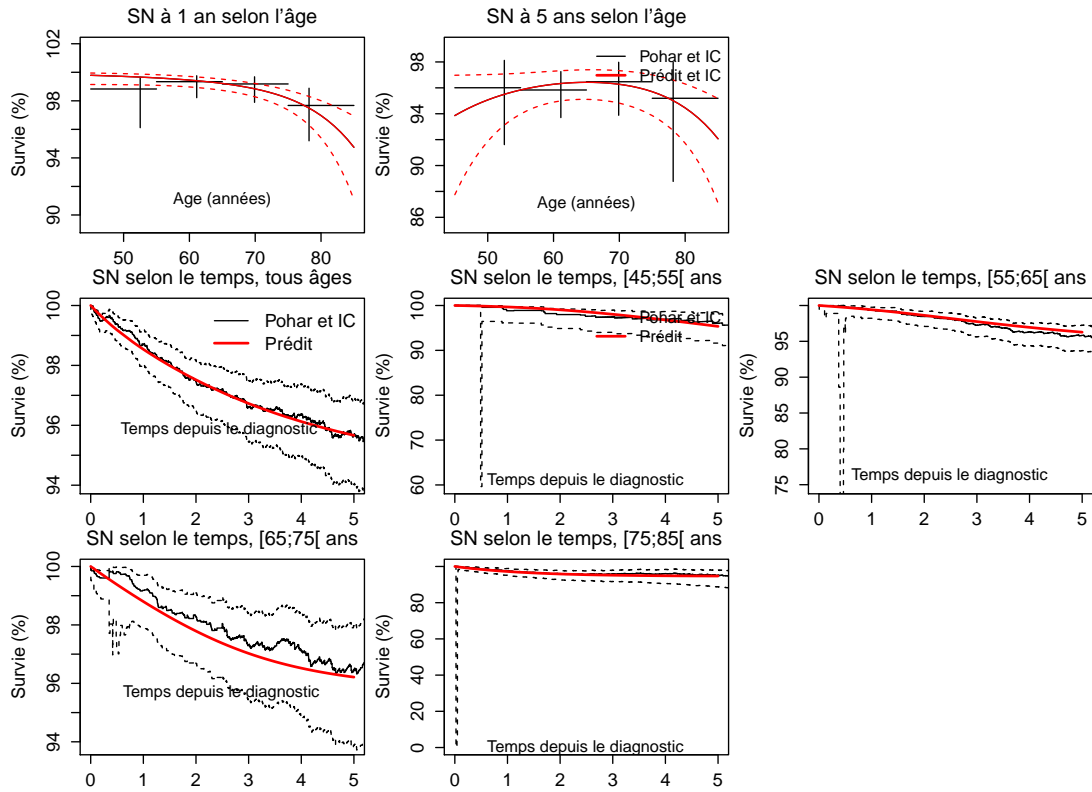 SN à 1 an selon l'âge
Survie (%)
90
94
98
102
Age (années)
50
60
70
80
SN à 5 ans selon l'âge
Survie (%)
86
90
94
98
Pohar et IC
Prédit et IC
Age (années)
50
60
70
80
SN selon le temps, tous âges
Survie (%)
94
96
98
100
Pohar et IC
Prédit
Temps depuis le diagnostic
0
1
2
3
4
5
SN selon le temps, [45;55[ ans
Survie (%)
60
70
80
90
100
Pohar et IC
Prédit
Temps depuis le diagnostic
0
1
2
3
4
5
SN selon le temps, [55;65[ ans
Survie (%)
75
80
85
90
95
Temps depuis le diagnostic
0
1
2
3
4
5
SN selon le temps, [65;75[ ans
Survie (%)
94
96
98
100
Temps depuis le diagnostic
0
1
2
3
4
5
SN selon le temps, [75;85[ ans
Survie (%)
0
20
40
60
80
Temps depuis le diagnostic
0
1
2
3
4
5